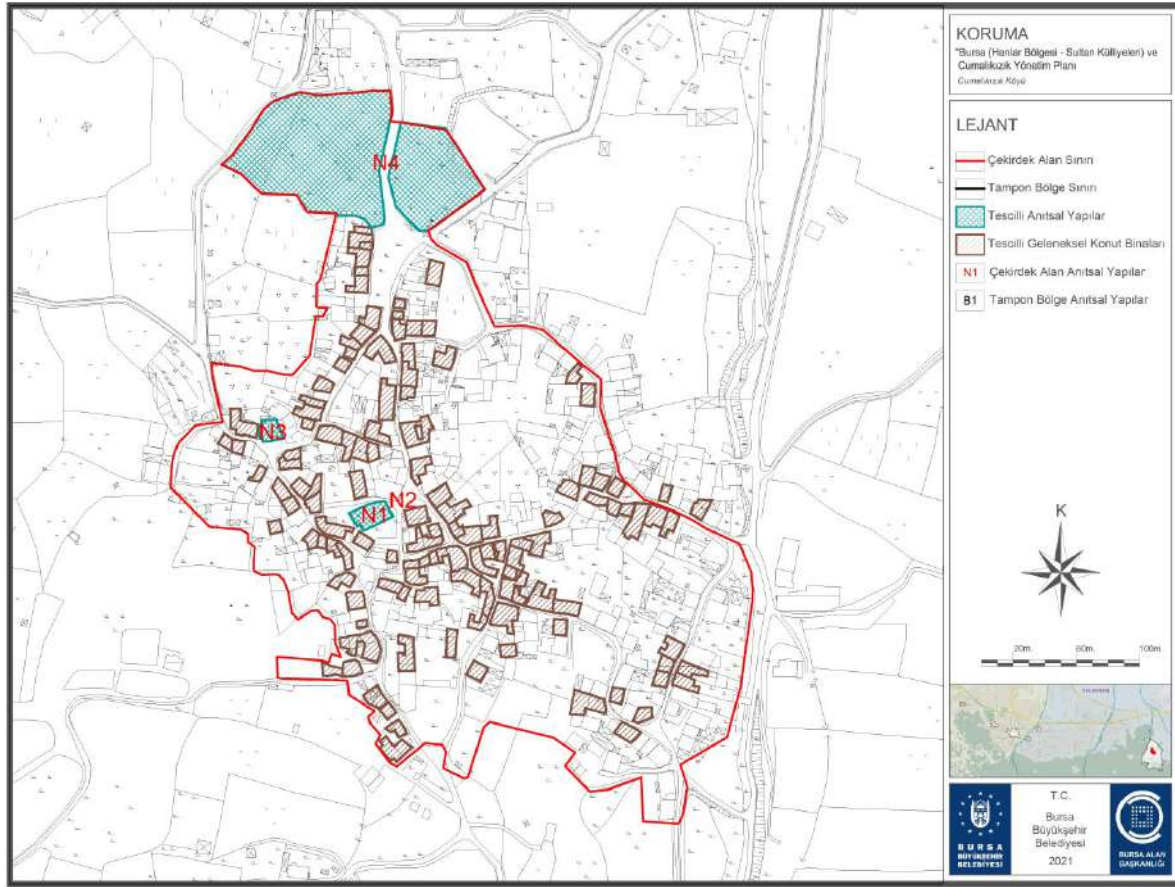 KORUMA
"Bursa (Hanlar Bölgesi - Sultan Külliyeleri) ve
Cumalıkızık Yönetim Planı
Cumalıkızık Köyü
LEJANT
Çekirdek Alan Sınırı
Tampon Bölge Sınırı
Tescilli Anıtsal Yapılar
Tescilli Geleneksel Konut Binaları
N1 Çekirdek Alan Anıtsal Yapılar
B1 Tampon Bölge Anıtsal Yapılar
N4
N3
N2
N1
K
20m. 60m. 100m.
BURSA
BÜYÜKŞEHİR
BELEDİYESİ
T.C.
Bursa
Büyükşehir
Belediyesi
2021
BURSA ALAN
BAŞKANLIĞI